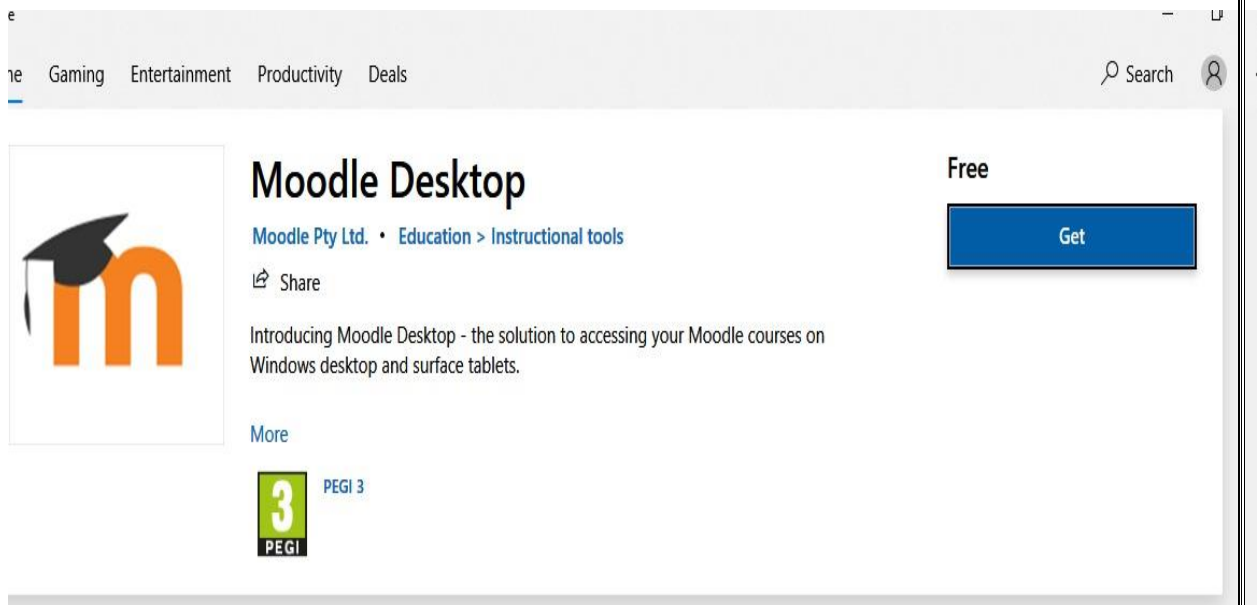 e
ne Gaming Entertainment Productivity Deals Search
Moodle Desktop
Free
Moodle Pty Ltd. • Education > Instructional tools
Get
Share
Introducing Moodle Desktop - the solution to accessing your Moodle courses on
Windows desktop and surface tablets.
More
3
PEGI
PEGI 3